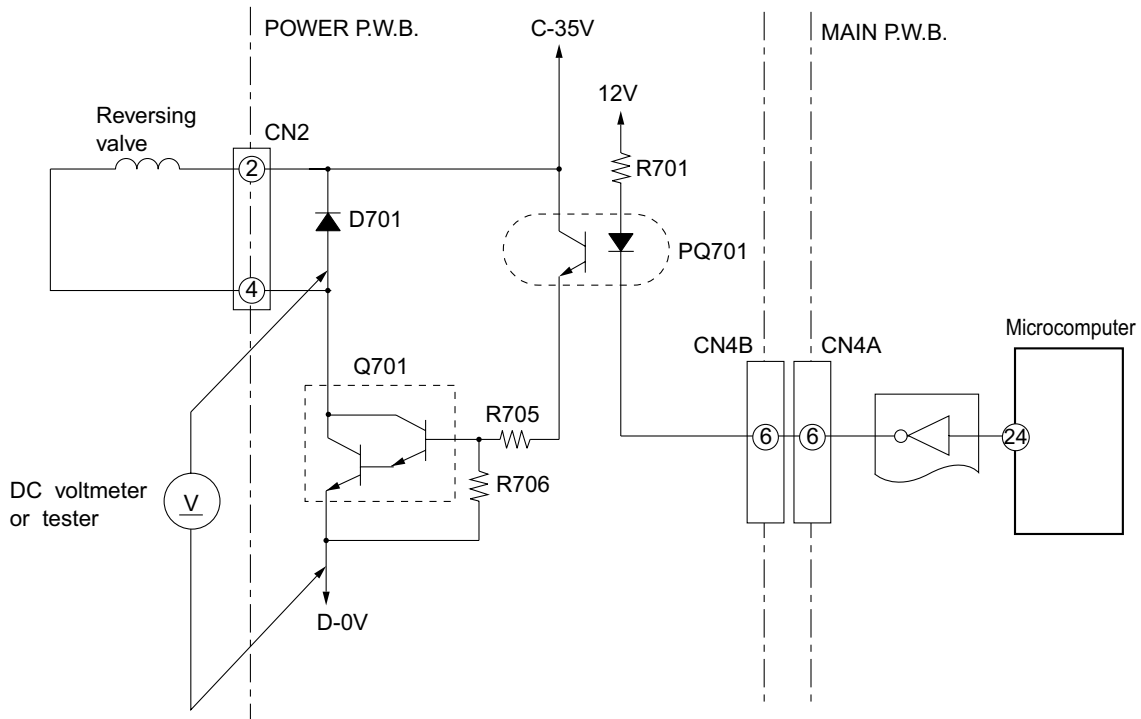 POWER P.W.B.
C-35V
MAIN P.W.B.
12V
Reversing
valve
CN2
2
R701
D701
PQ701
4
Microcomputer
CN4B
CN4A
Q701
R705
6
6
24
R706
DC voltmeter
or tester
V
D-0V